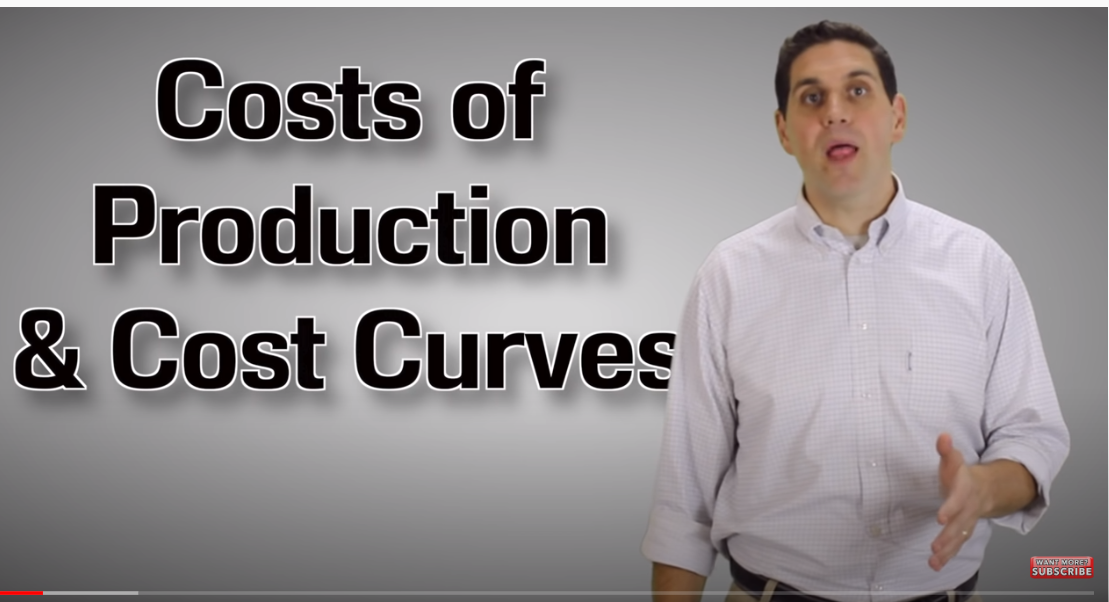 Costs of
Production
& Cost Curves
WANT MORE?
SUBSCRIBE